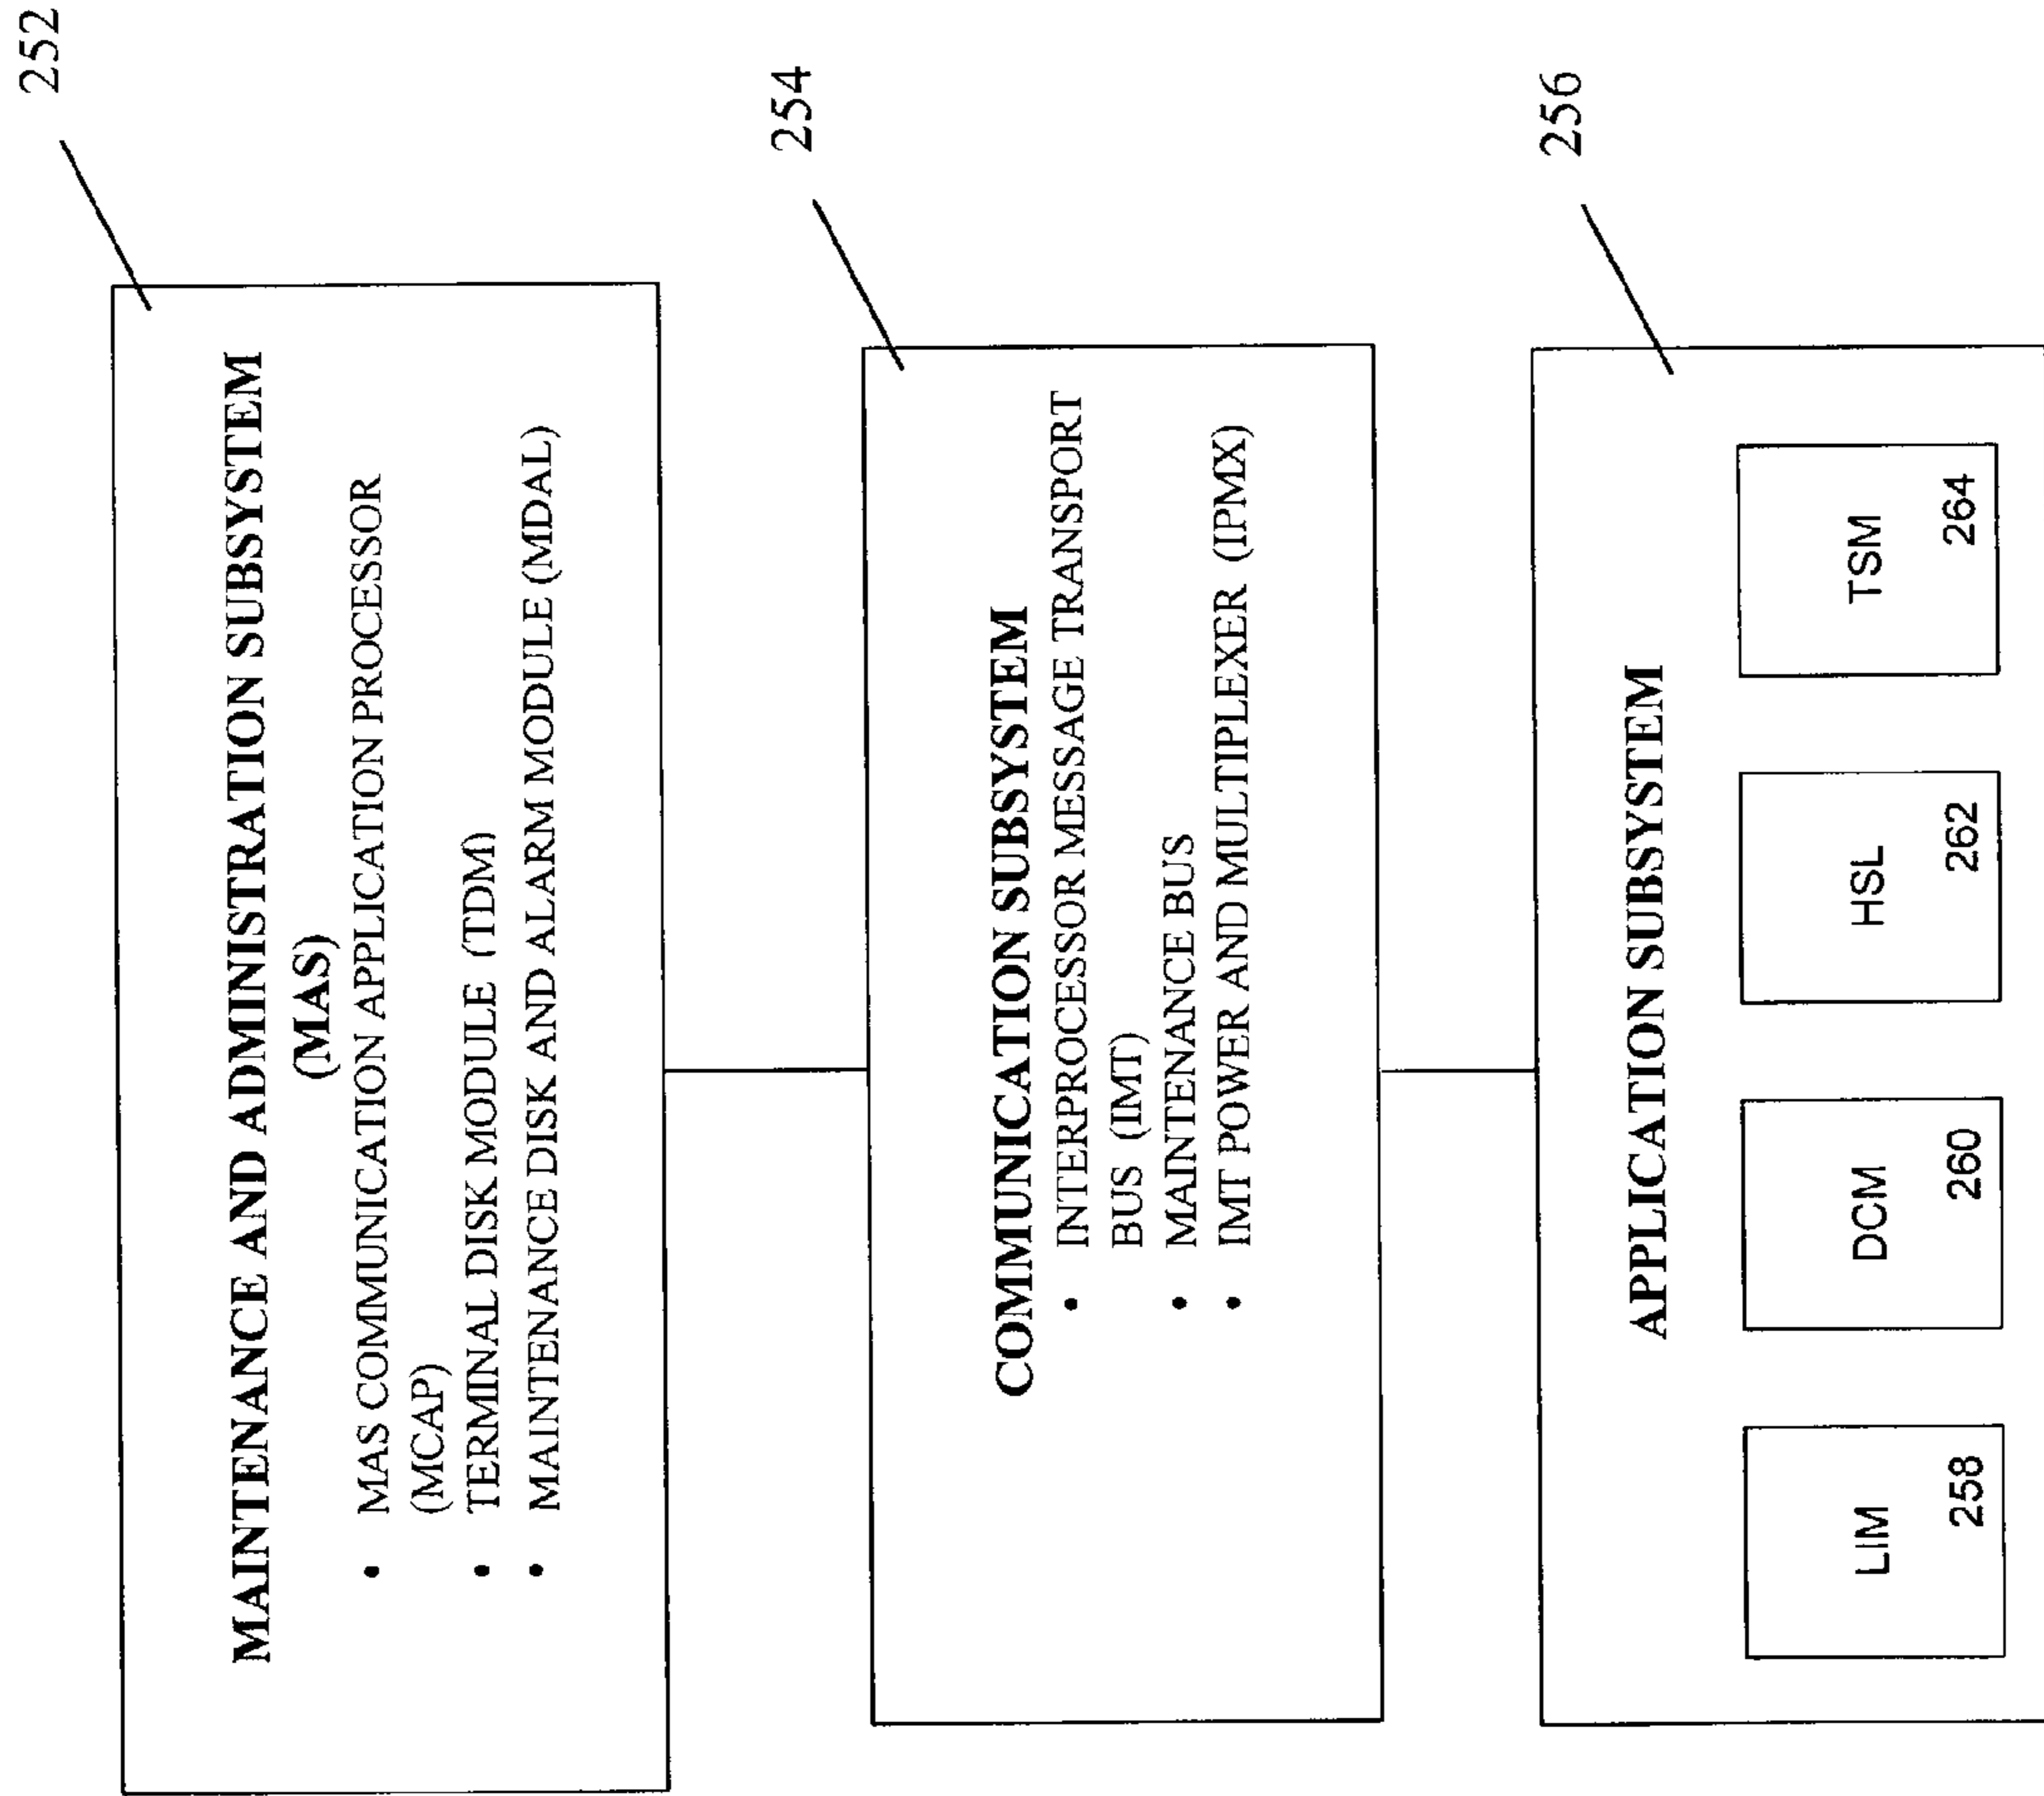 252
MAINTENANCE AND ADMINISTRATION SUBSYSTEM
(MAS)
• MAS COMMUNICATION APPLICATION PROCESSOR
(MCAP)
• TERMINAL DISK MODULE (TDM)
• MAINTENANCE DISK AND ALARM MODULE (MDAL)
254
COMMUNICATION SUBSYSTEM
• INTERPROCESSOR MESSAGE TRANSPORT
BUS (IMT)
• MAINTENANCE BUS
• IMT POWER AND MULTIPLEXER (IPMX)
256
APPLICATION SUBSYSTEM
LIM
258
DCM
260
HSL
262
TSM
264